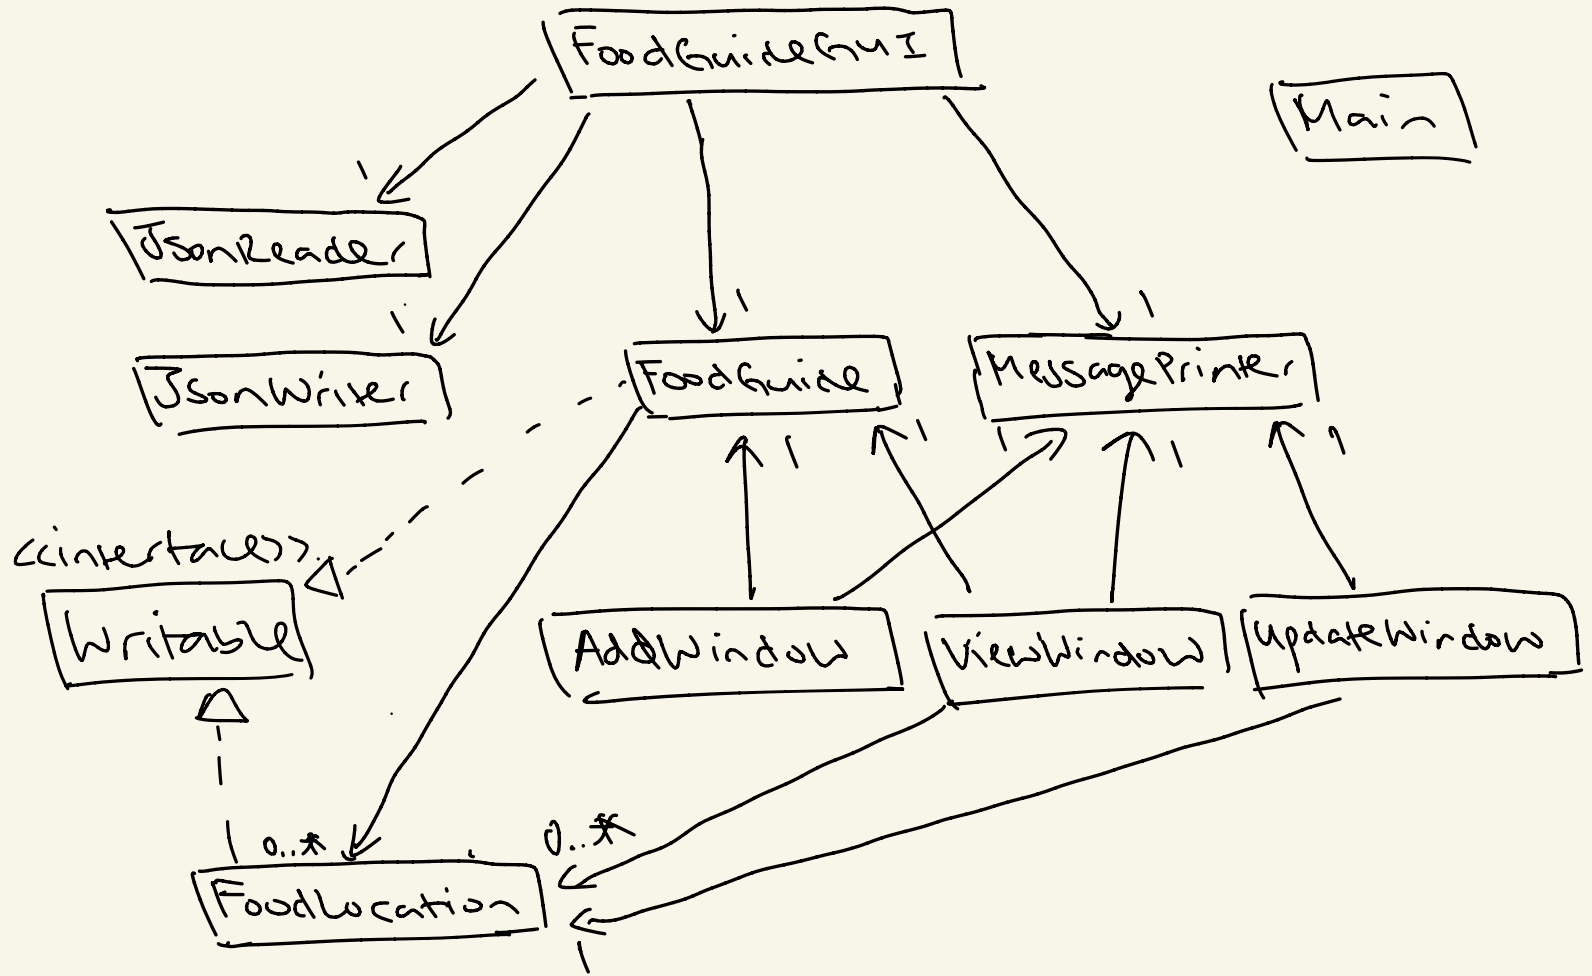 FoodGuideGUI
Main
1
JsonReader
1
1
1
JsonWriter
FoodGuide
MessagePrinter
1
1
1
1
1
<<interface>>
Writable
AddWindow
ViewWindow
UpdateWindow
0..*
0..*
FoodLocation
1